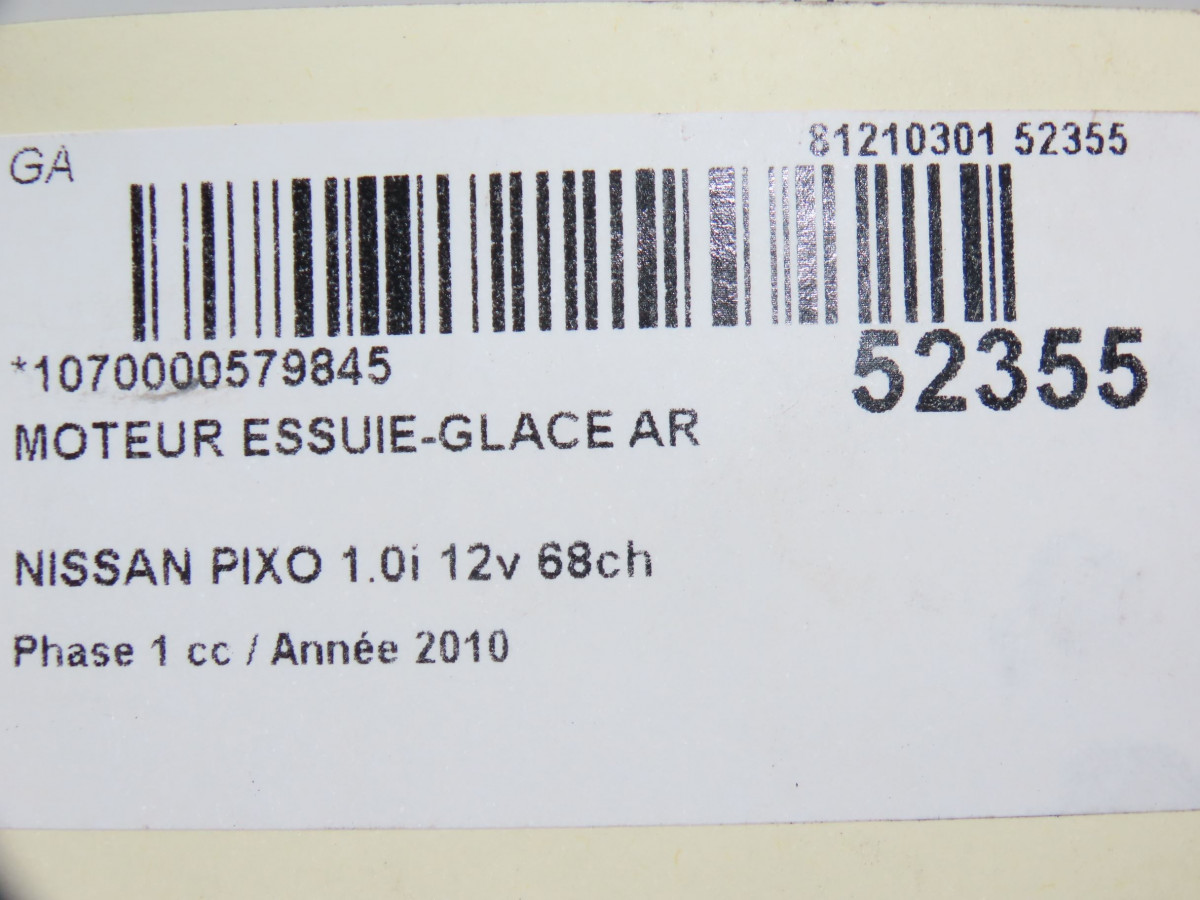 GA
81210301 52355
*1070000579845
52355
MOTEUR ESSUIE-GLACE AR
NISSAN PIXO 1.0i 12v 68ch
Phase 1 cc / Année 2010